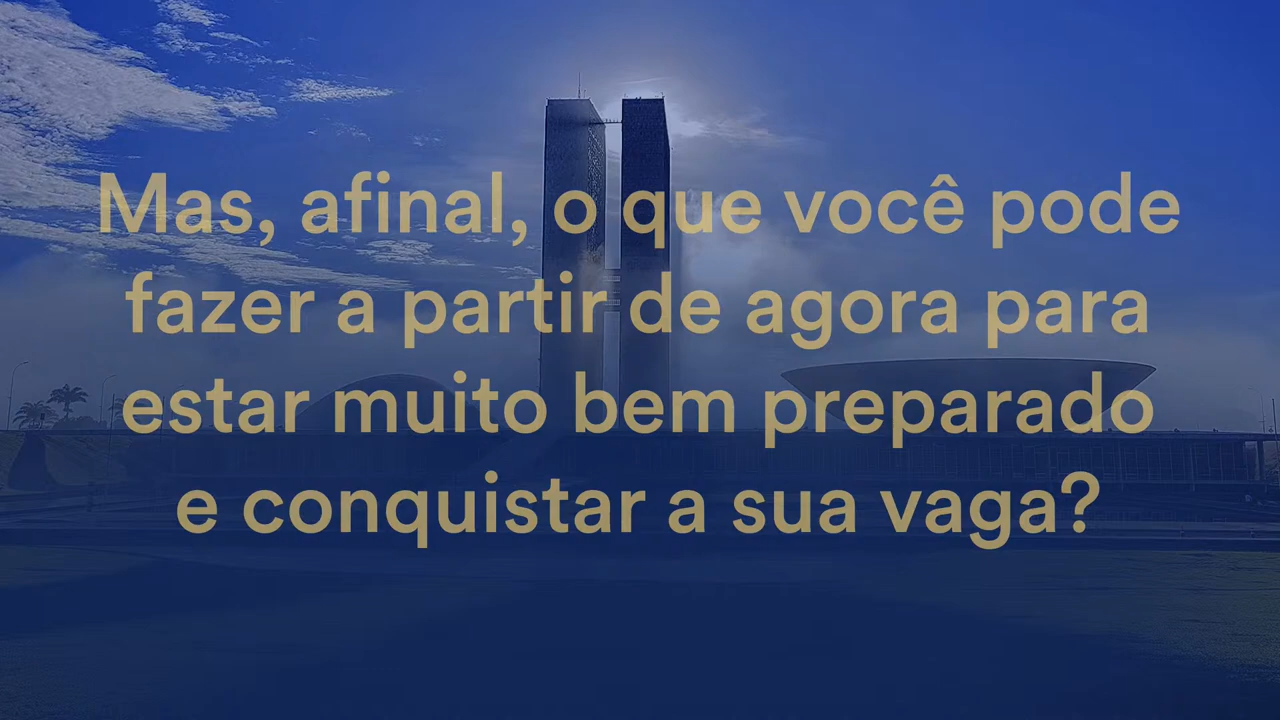 Mas, afinal, o que você pode
fazer a partir de agora para
estar muito bem preparado
e conquistar a sua vaga?